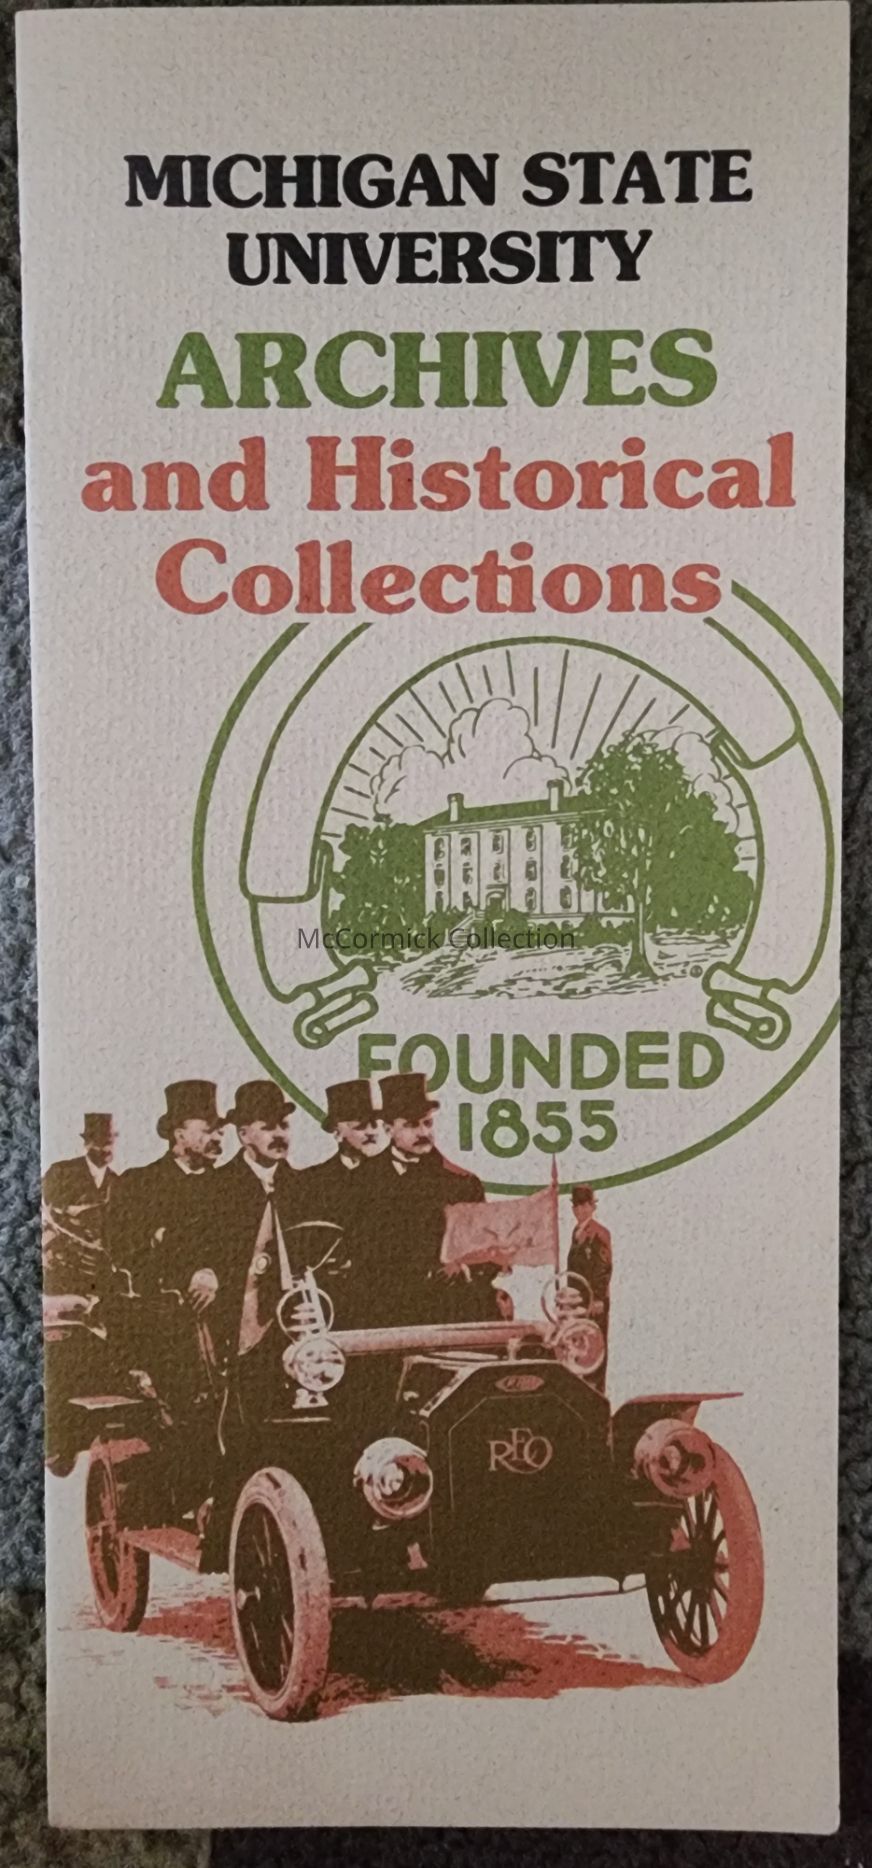 MICHIGAN STATE
UNIVERSITY
ARCHIVES
and Historical
Collections
McCormick Collection
FOUNDED
1855
REO